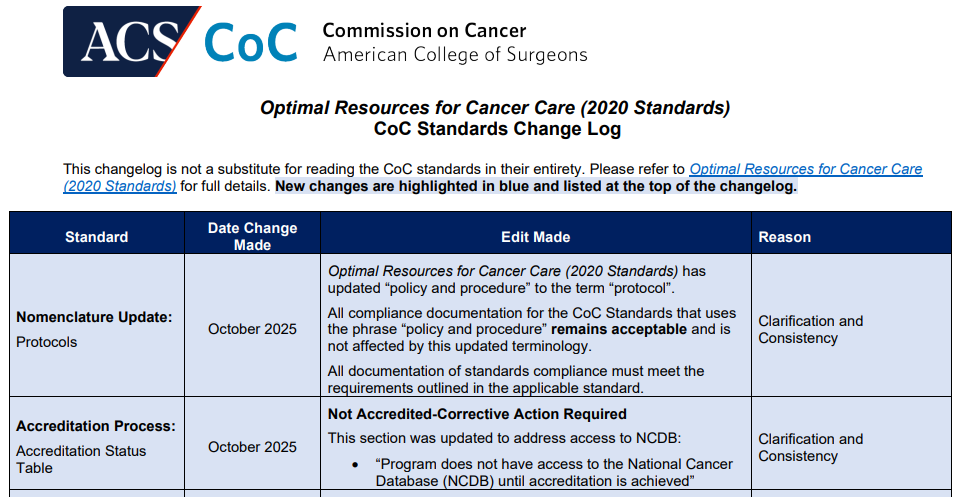 ACS CoC Commission on Cancer
American College of Surgeons
Optimal Resources for Cancer Care (2020 Standards)
CoC Standards Change Log
This changelog is not a substitute for reading the CoC standards in their entirety. Please refer to Optimal Resources for Cancer Care
(2020 Standards) for full details. New changes are highlighted in blue and listed at the top of the changelog.
Standard
Date Change
Made
Edit Made
Reason
Nomenclature Update:
Protocols
October 2025
Optimal Resources for Cancer Care (2020 Standards) has
updated “policy and procedure” to the term “protocol”.
All compliance documentation for the CoC Standards that uses
the phrase “policy and procedure” remains acceptable and is
not affected by this updated terminology.
All documentation of standards compliance must meet the
requirements outlined in the applicable standard.
Clarification and
Consistency
Accreditation Process:
Accreditation Status
Table
October 2025
Not Accredited-Corrective Action Required
This section was updated to address access to NCDB:
• “Program does not have access to the National Cancer
Database (NCDB) until accreditation is achieved”
Clarification and
Consistency